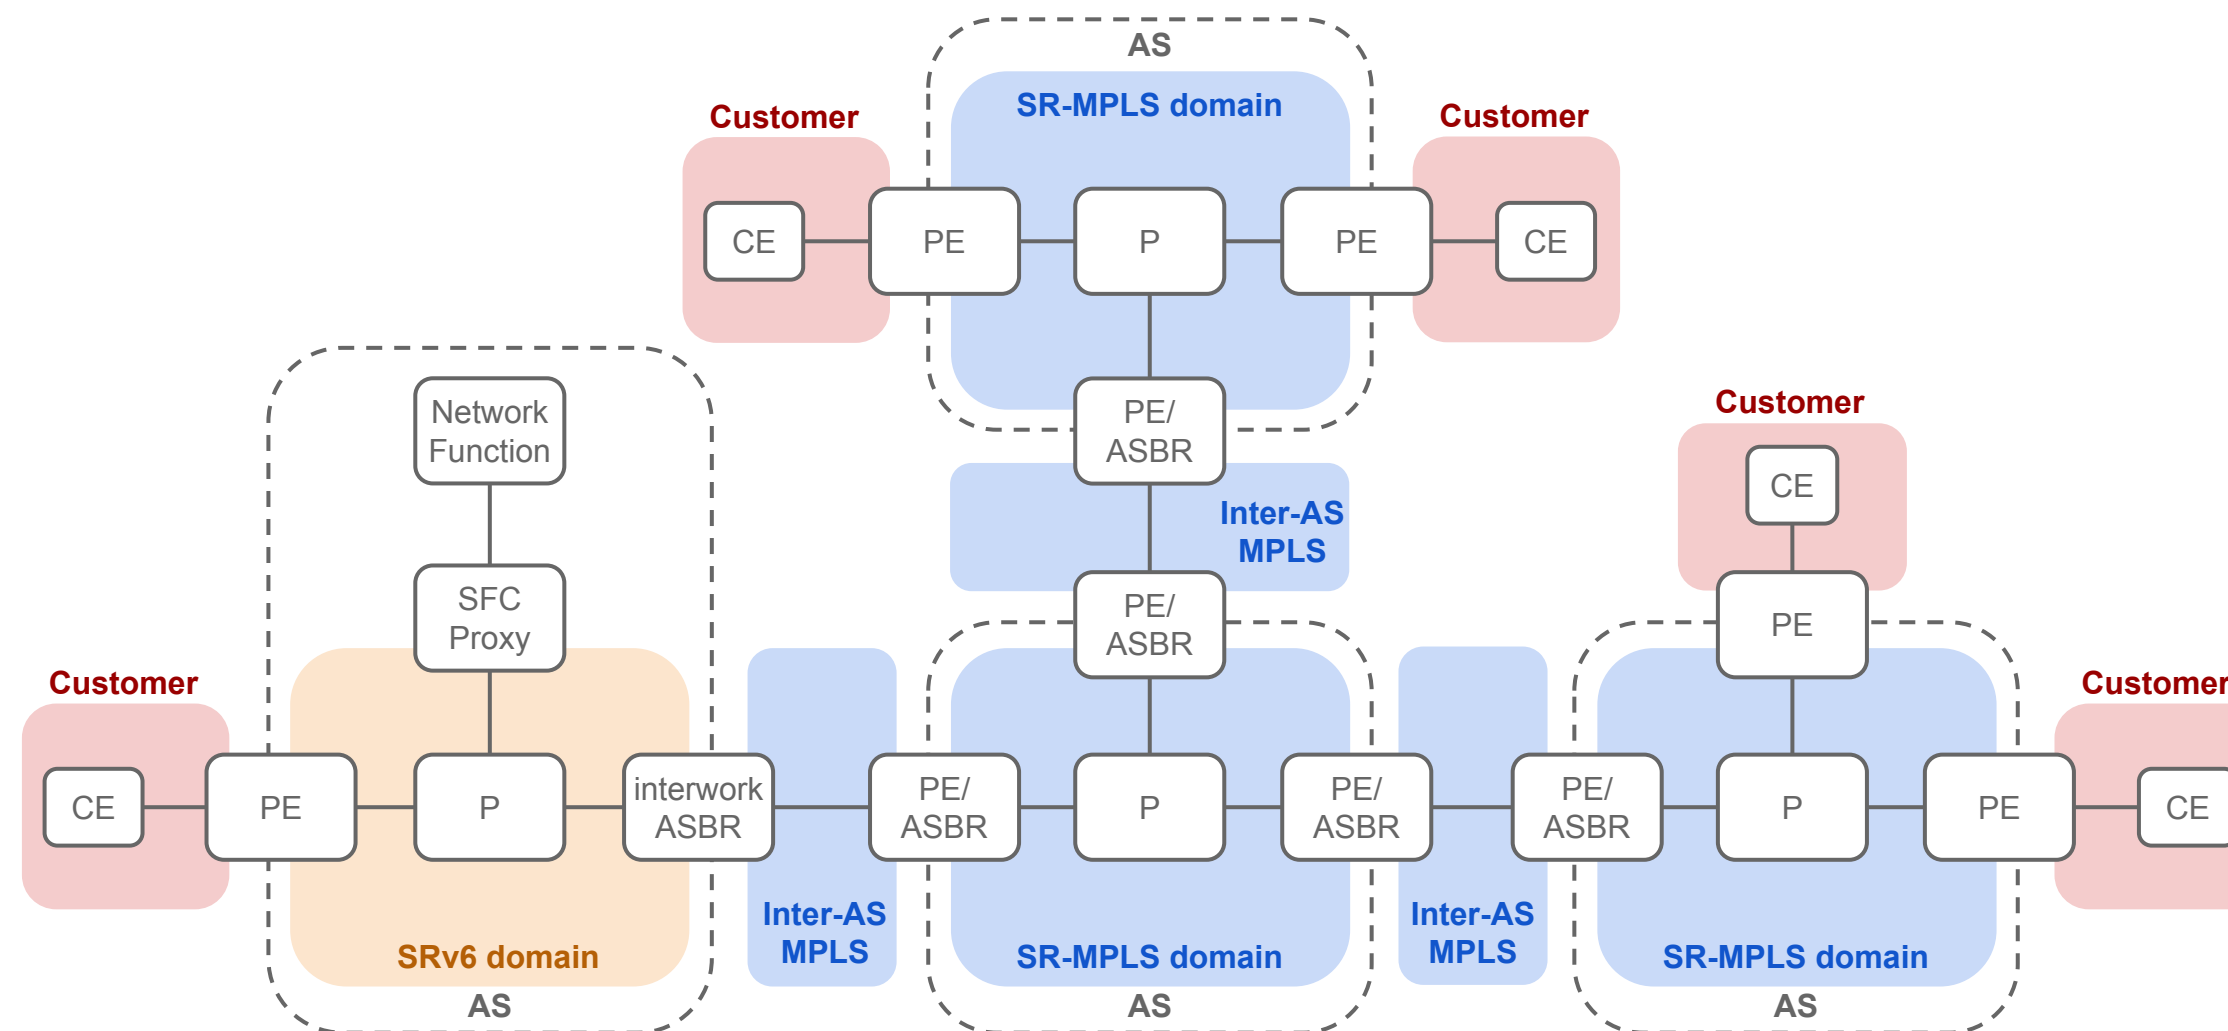 AS
SR-MPLS domain
Customer
Customer
CE
PE
P
PE
CE
Network
Function
PE/
ASBR
Customer
CE
Inter-AS
MPLS
SFC
Proxy
PE/
ASBR
PE
Customer
Customer
CE
PE
P
interwork
ASBR
PE/
ASBR
P
PE/
ASBR
PE/
ASBR
P
PE
CE
Inter-AS
MPLS
Inter-AS
MPLS
SRv6 domain
SR-MPLS domain
SR-MPLS domain
AS
AS
AS